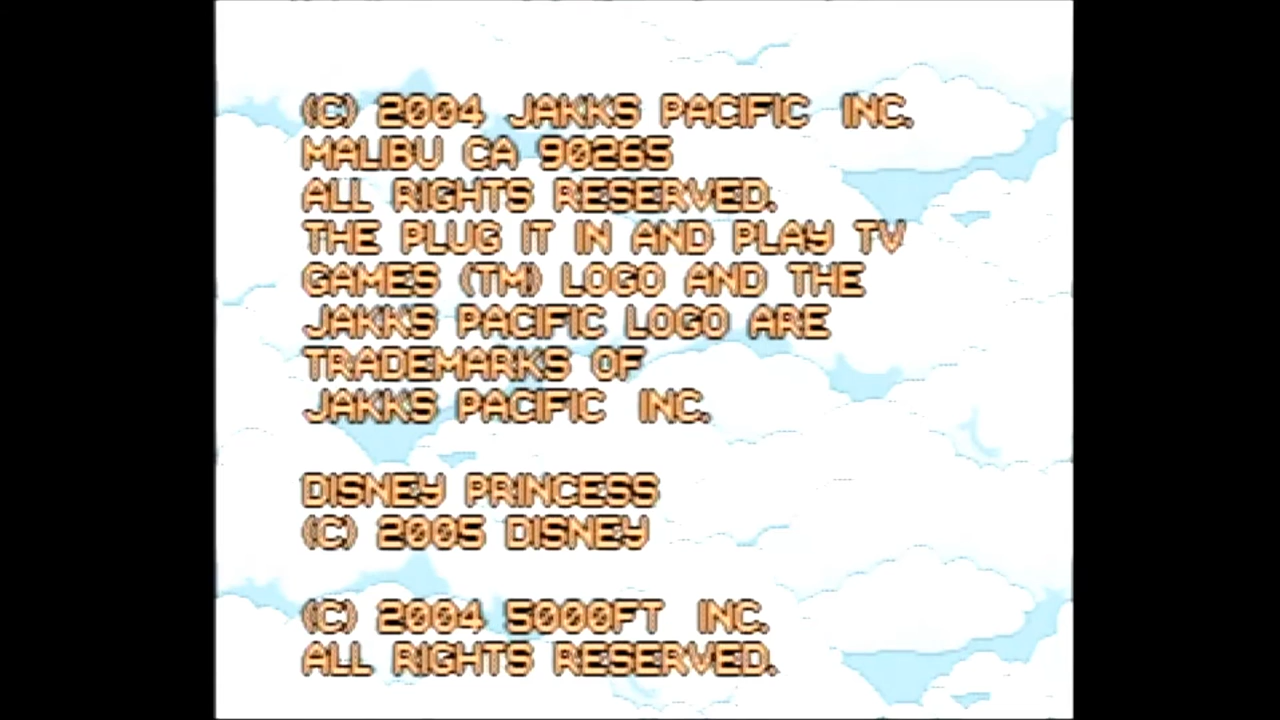 (C) 2004 JAKKS PACIFIC INC.
MALIBU CA 90265
ALL RIGHTS RESERVED.
THE PLUG IT IN AND PLAY TV
GAMES (TM) LOGO AND THE
JAKKS PACIFIC LOGO ARE
TRADEMARKS OF
JAKKS PACIFIC INC.
DISNEY PRINCESS
(C) 2005 DISNEY
(C) 2004 5000FT INC.
ALL RIGHTS RESERVED.